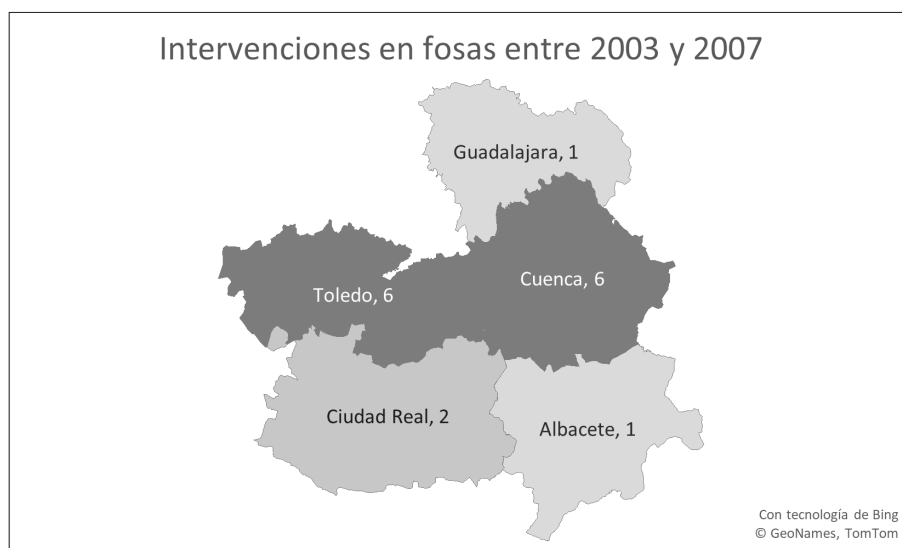 Intervenciones en fosas entre 2003 y 2007
Guadalajara, 1
Cuenca, 6
Toledo, 6
Ciudad Real, 2
Albacete, 1
Con tecnología de Bing
© GeoNames, TomTom